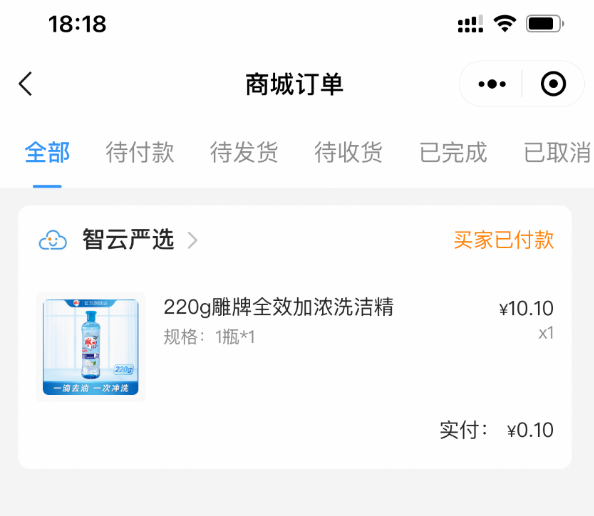 18:18
商城订单
全部 待付款 待发货 待收货 已完成 已取消
智云严选 买家已付款
220g雕牌全效加浓洗洁精 ¥10.10
规格：1瓶*1 x1
220g
一滴去油 一次冲洗
实付： ¥0.10